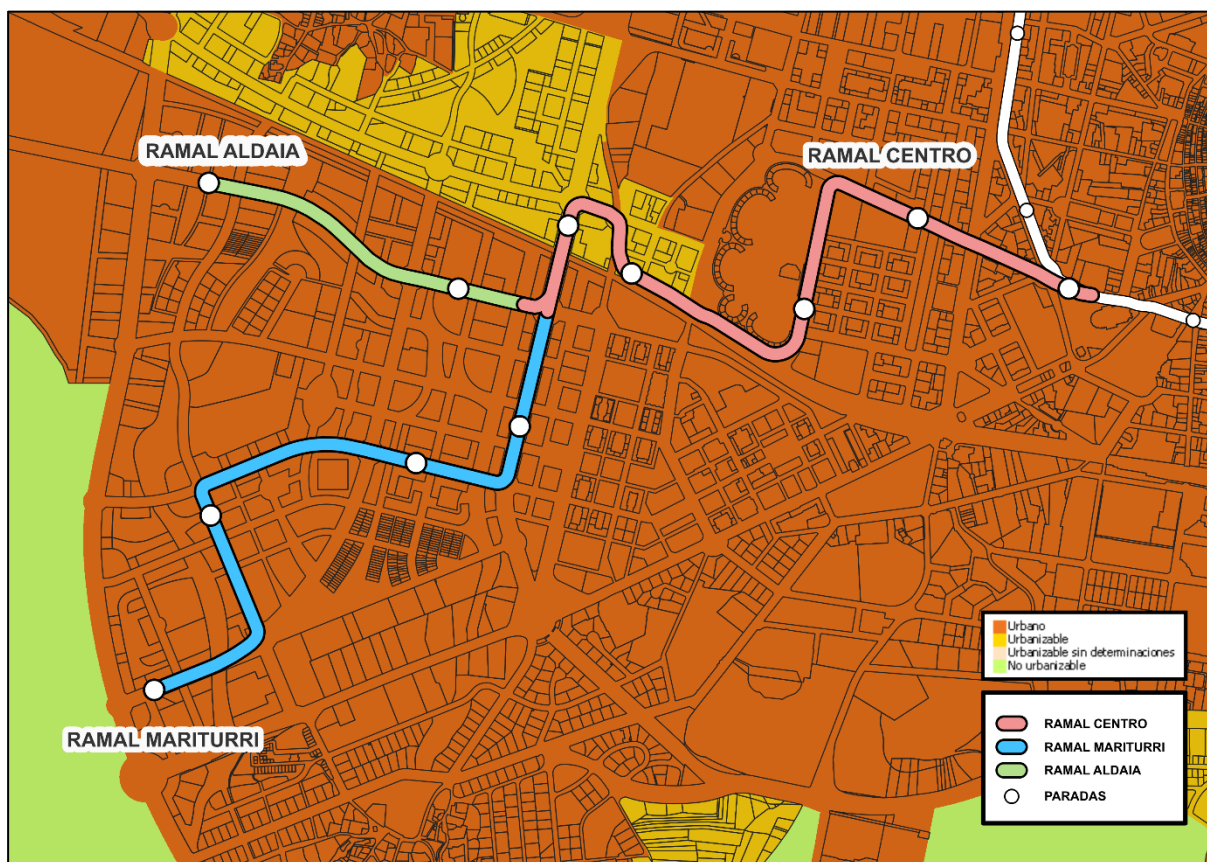 RAMAL ALDAIA
RAMAL CENTRO
RAMAL MARITURRI
Urbano
Urbanizable
Urbanizable sin determinaciones
No urbanizable
RAMAL CENTRO
RAMAL MARITURRI
RAMAL ALDAIA
PARADAS